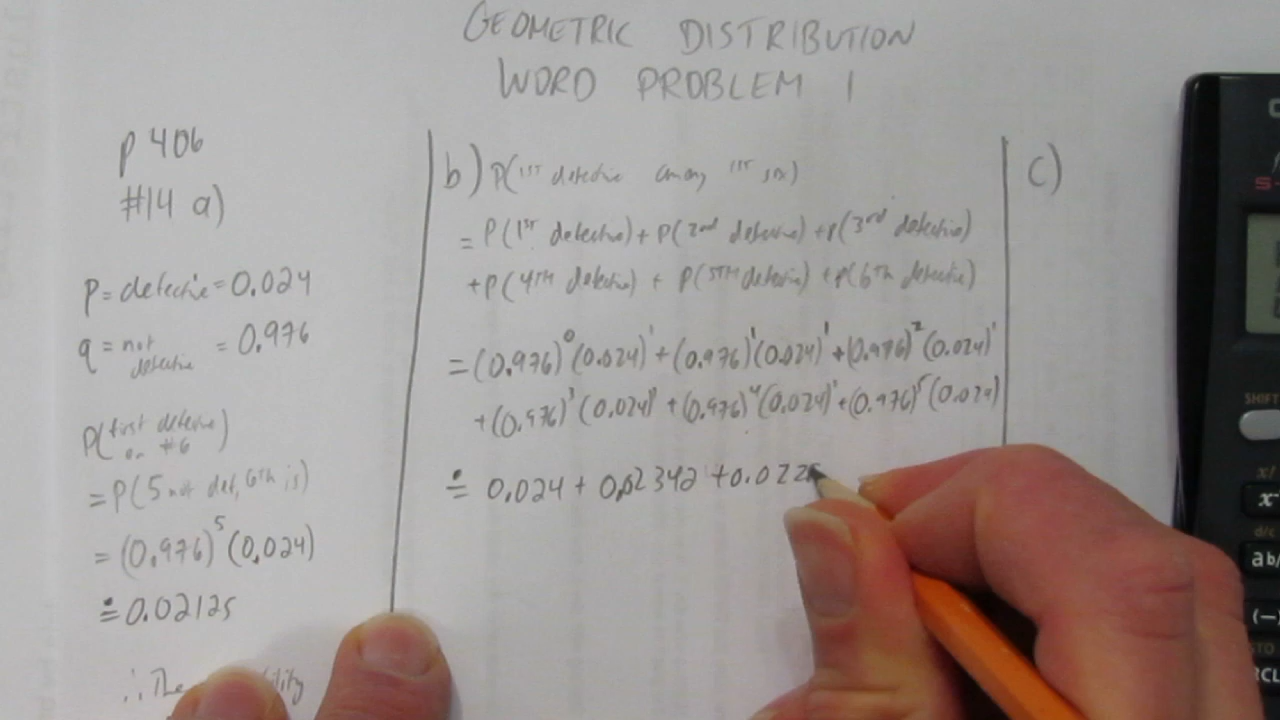 GEOMETRIC DISTRIBUTION
WORD PROBLEM 1
p 406
#14 a)
p = defective = 0.024
q = not defective = 0.976
P(first defective on #6)
= P(5 not def, 6th is)
= (0.976)^5 (0.024)
≐ 0.02125
∴ The
b) P(1ST defective among 1ST six)
= P(1ST defective) + P(2nd defective) + P(3rd defective)
+ P(4TH defective) + P(5TH defective) + P(6TH defective)
= (0.976)^0 (0.024)^1 + (0.976)^1 (0.024)^1 + (0.976)^2 (0.024)^1
+ (0.976)^3 (0.024)^1 + (0.976)^4 (0.024)^1 + (0.976)^5 (0.024)
≐ 0.024 + 0.02342 + 0.022
c)
SHIFT
ab/
(−)